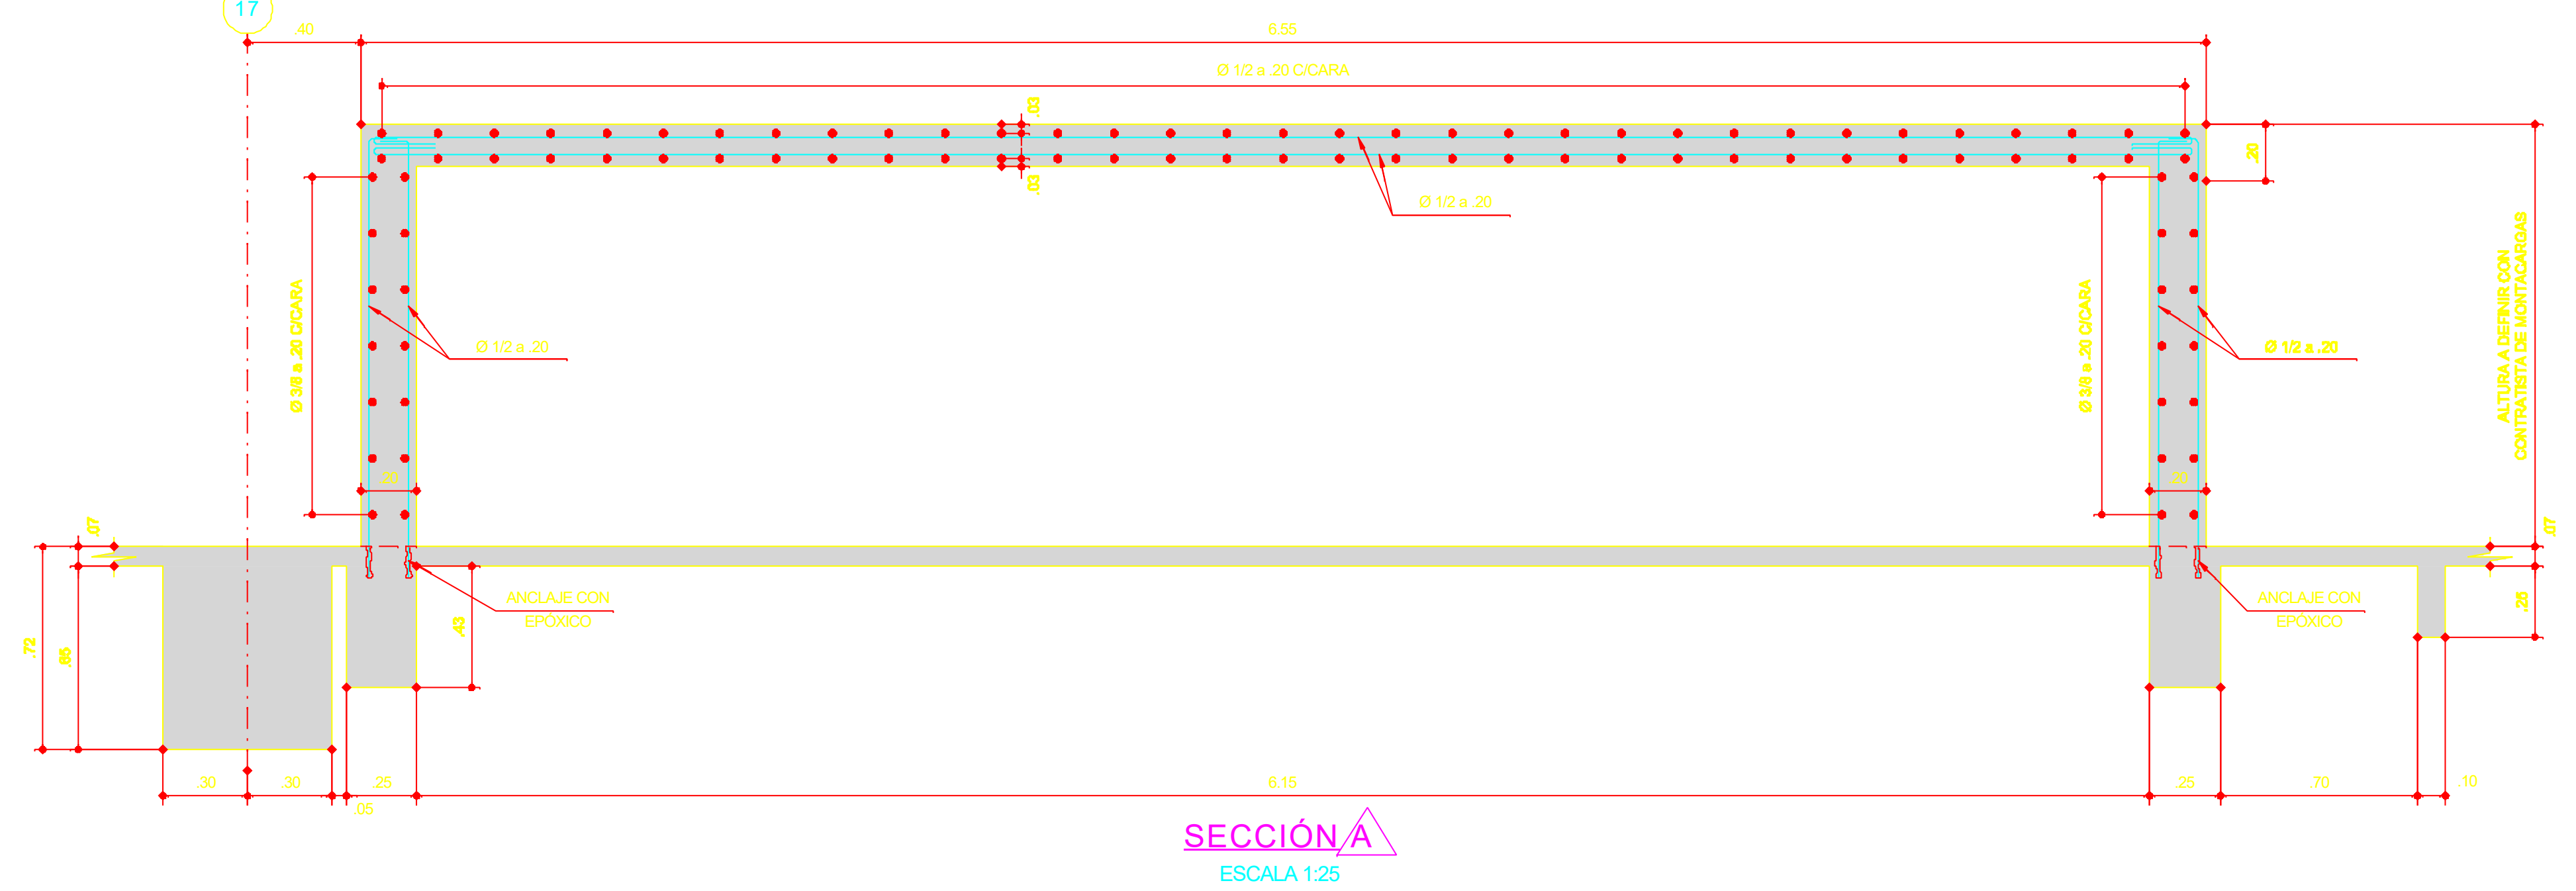 17
.40
6.55
Ø 1/2 a .20 C/CARA
.03
.03
.20
Ø 1/2 a .20
Ø 3/8 a .20 C/CARA
Ø 1/2 a .20
Ø 3/8 a .20 C/CARA
Ø 1/2 a .20
ALTURA A DEFINIR CON
CONTRATISTA DE MONTACARGAS
.20
.20
.07
.07
ANCLAJE CON
EPÓXICO
ANCLAJE CON
EPÓXICO
.72
.65
.43
.25
.30
.30
.25
6.15
.25
.70
.10
.05
SECCIÓN A
ESCALA 1:25